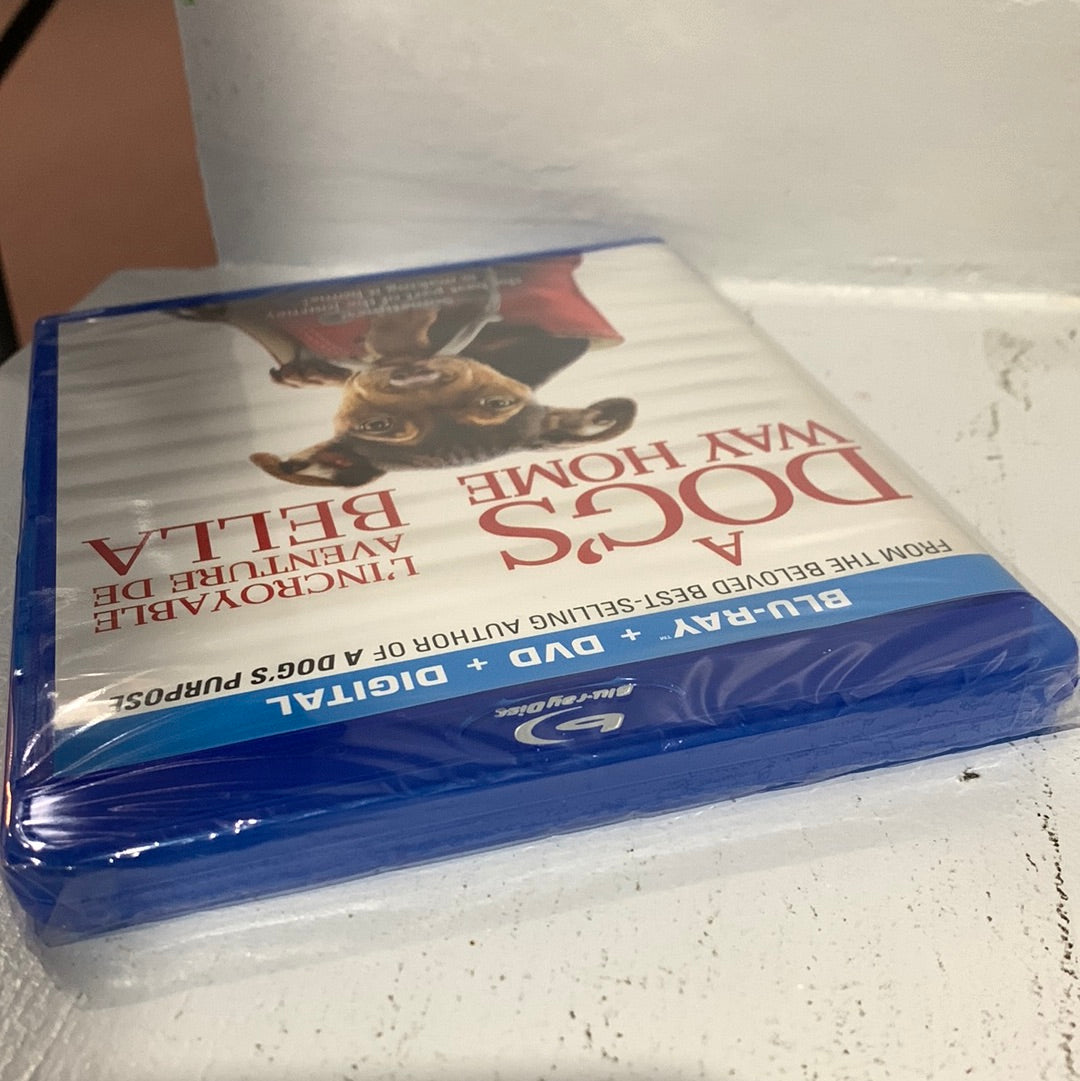 Blu-ray Disc
BLU-RAY™ + DVD + DIGITAL
FROM THE BELOVED BEST-SELLING AUTHOR OF A DOG'S PURPOSE
A
DOG'S
WAY HOME
L'INCROYABLE
AVENTURE DE
BELLA